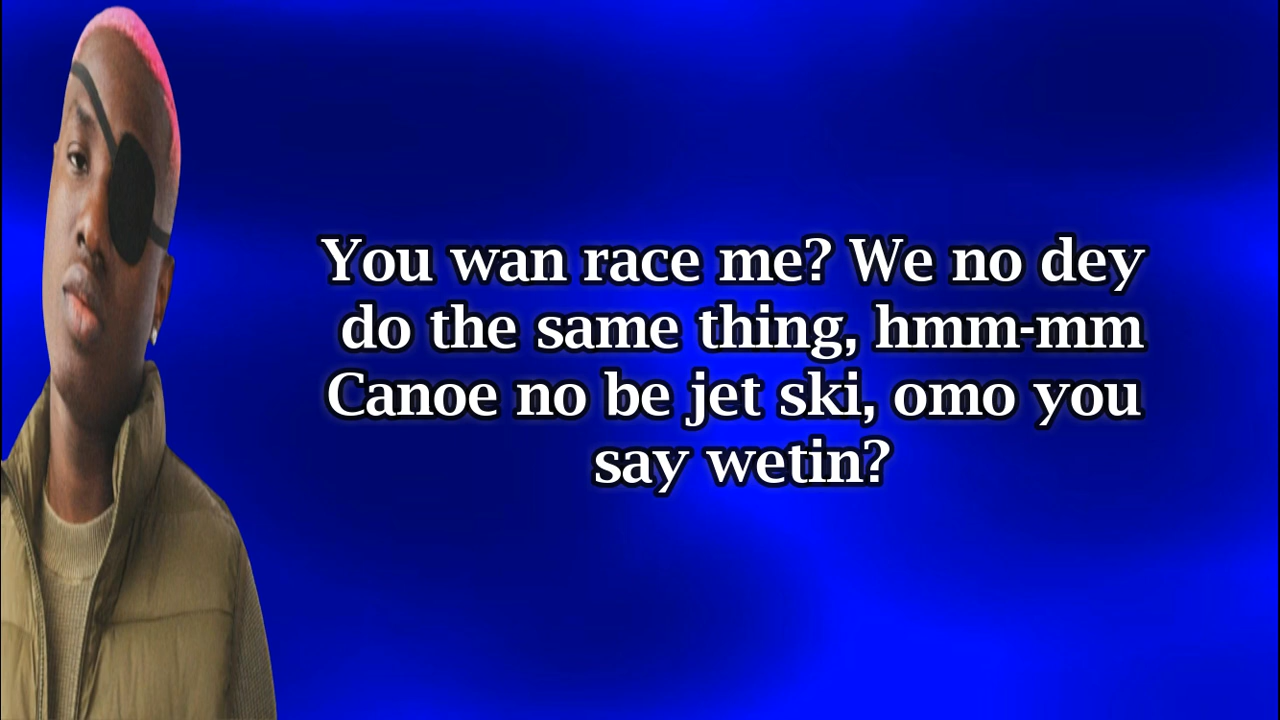 You wan race me? We no dey
do the same thing, hmm-mm
Canoe no be jet ski, omo you
say wetin?